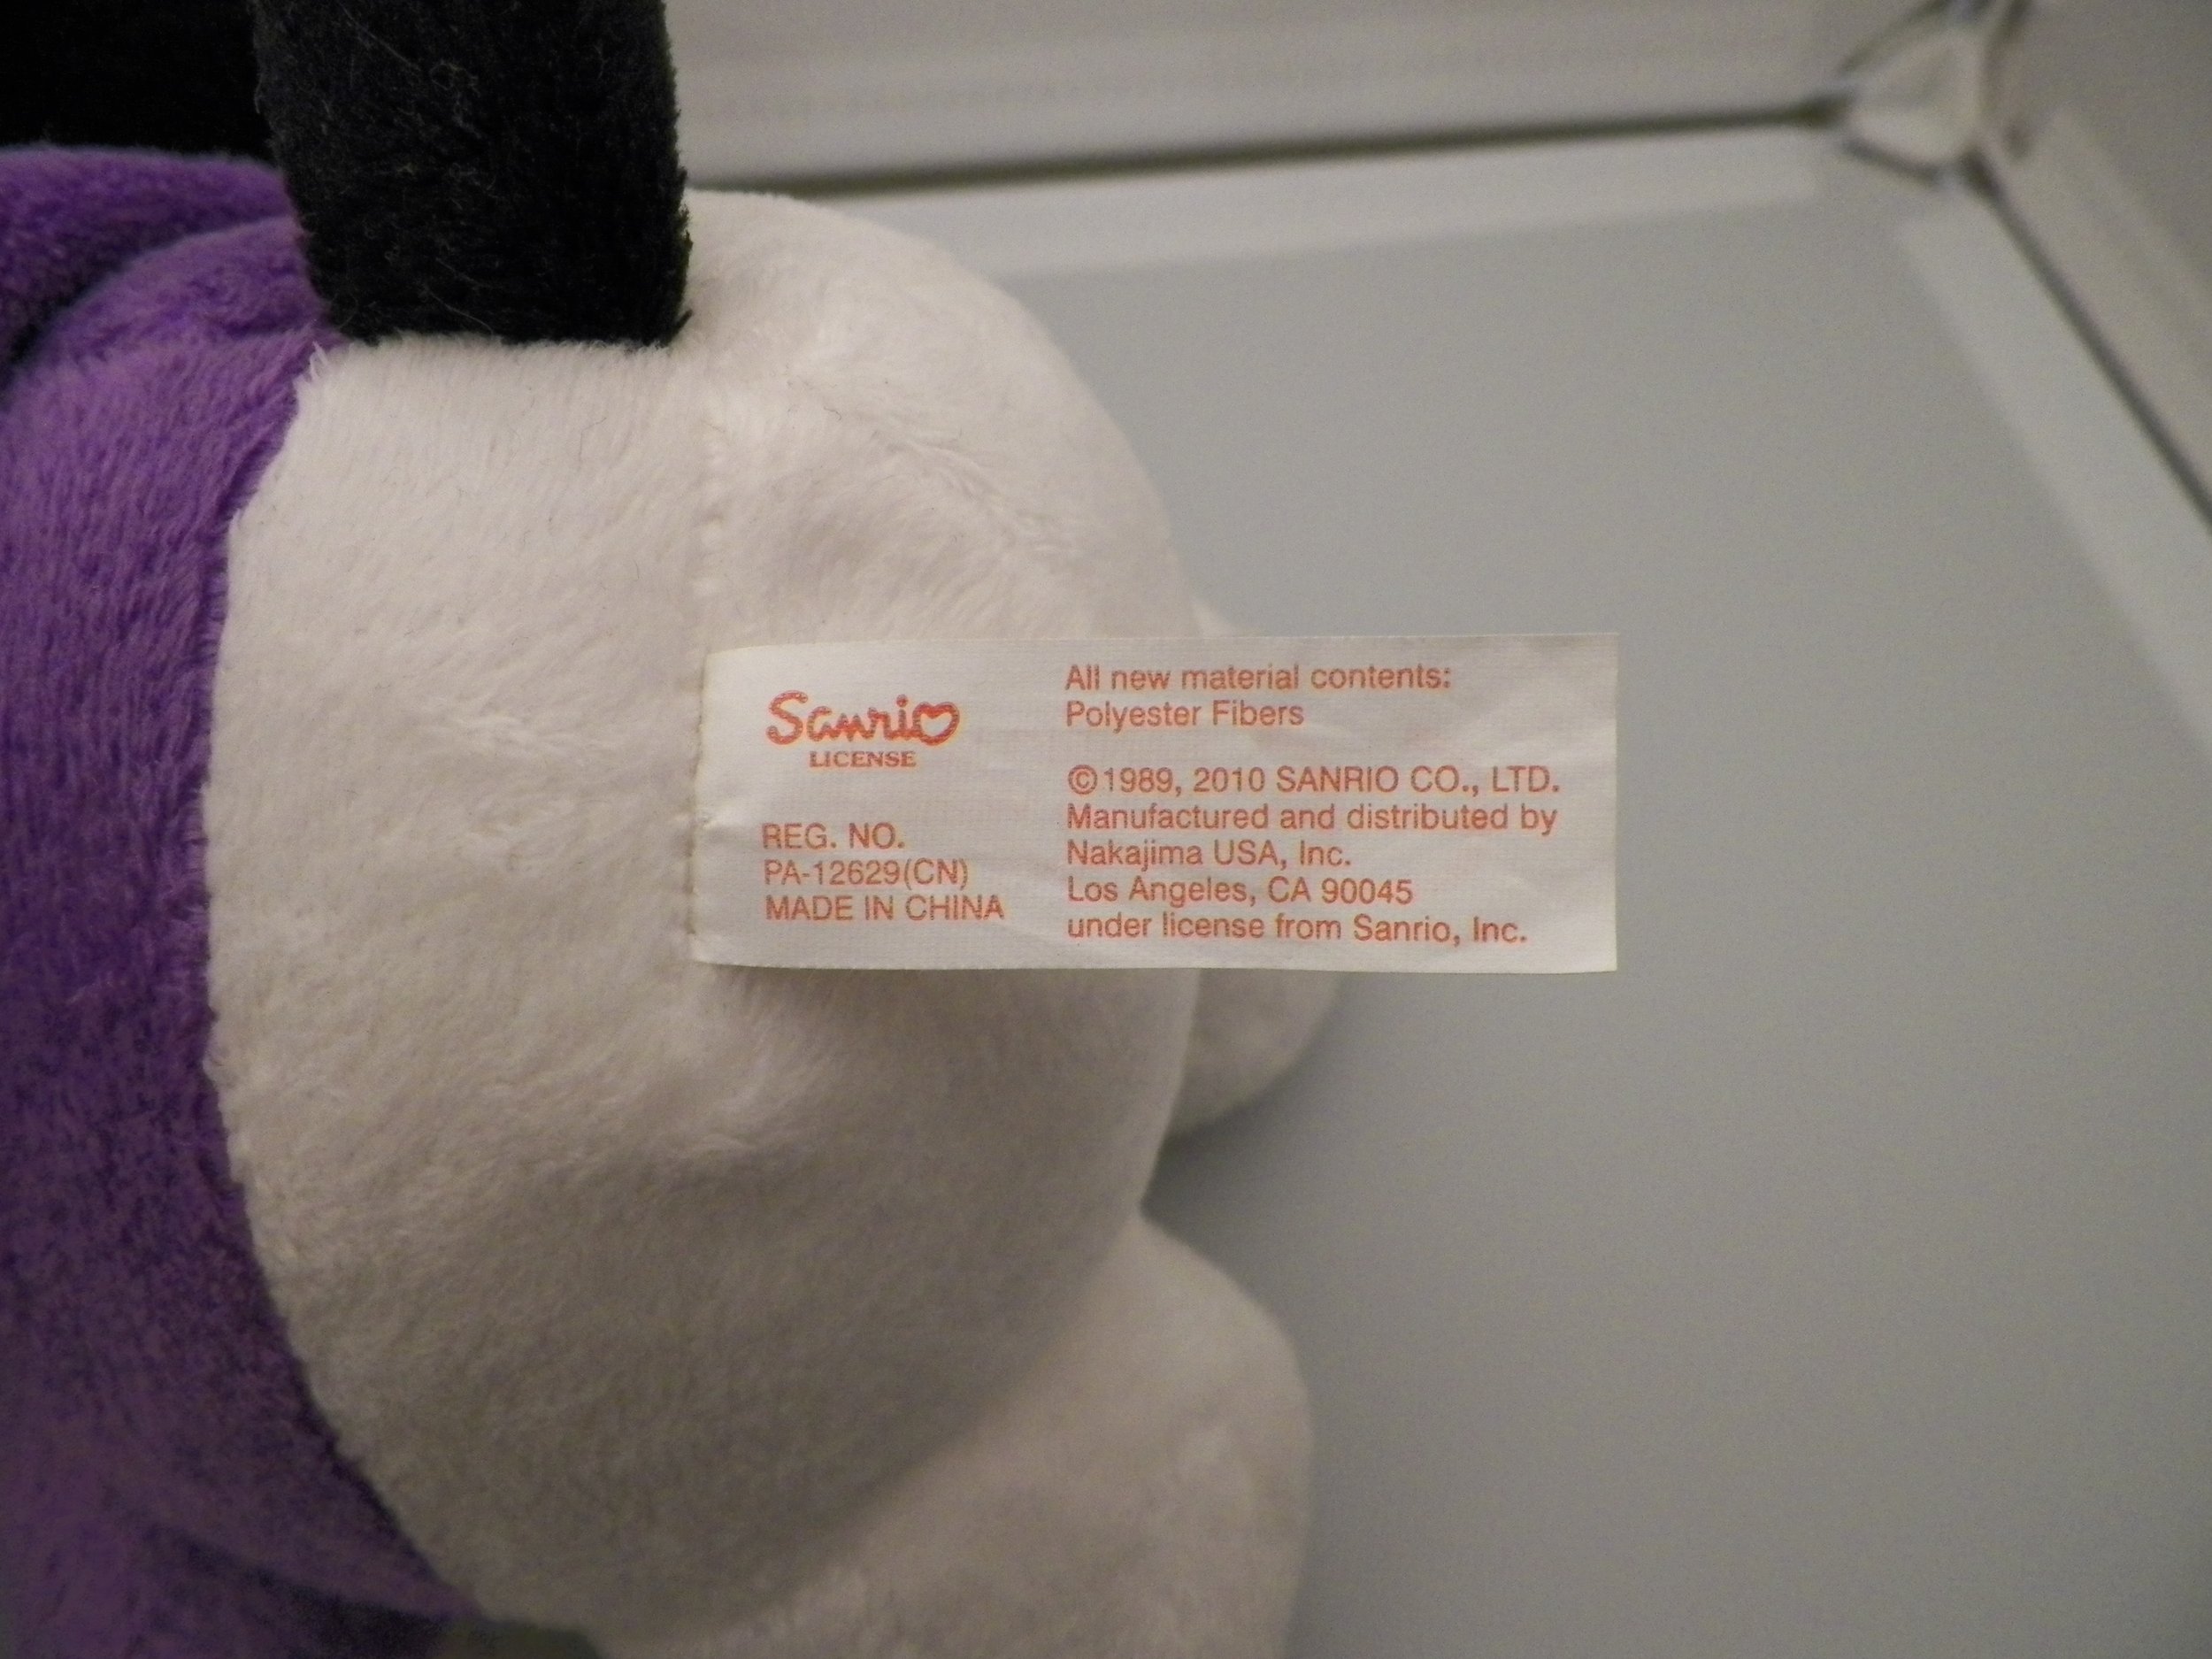 Sanrio
LICENSE
REG. NO.
PA-12629(CN)
MADE IN CHINA
All new material contents:
Polyester Fibers
©1989, 2010 SANRIO CO., LTD.
Manufactured and distributed by
Nakajima USA, Inc.
Los Angeles, CA 90045
under license from Sanrio, Inc.